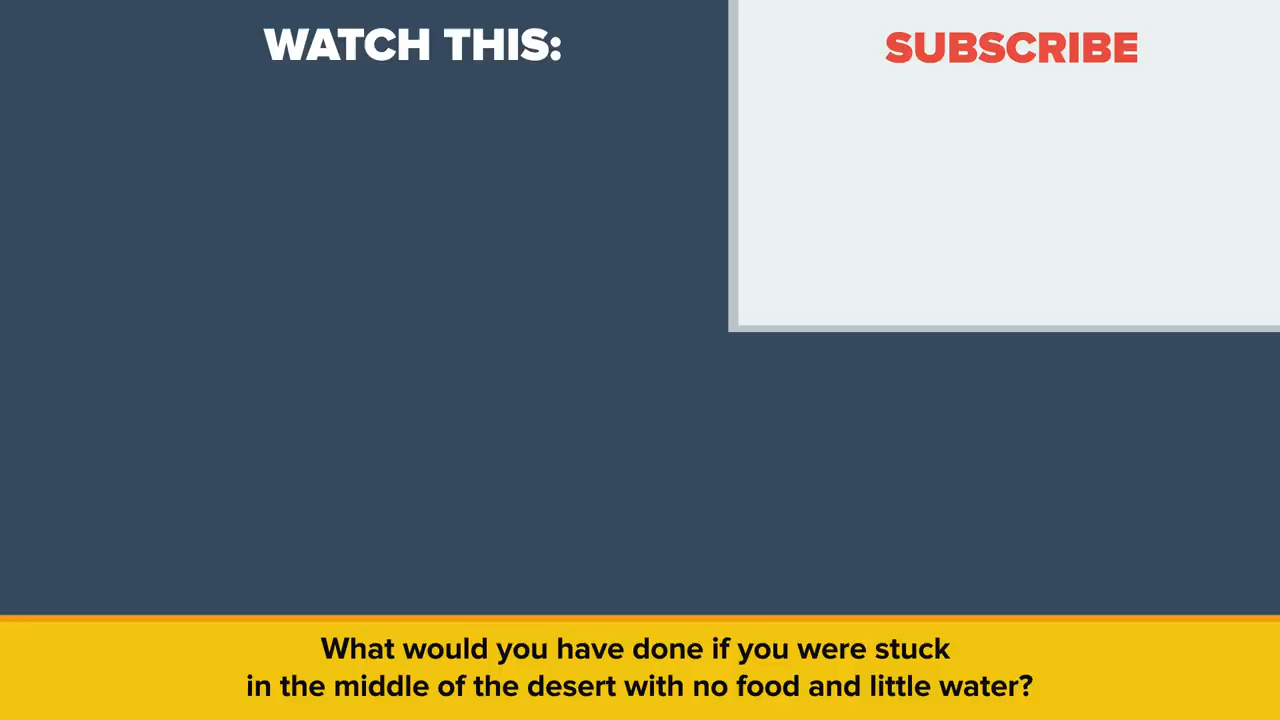 WATCH THIS:
SUBSCRIBE
What would you have done if you were stuck
in the middle of the desert with no food and little water?